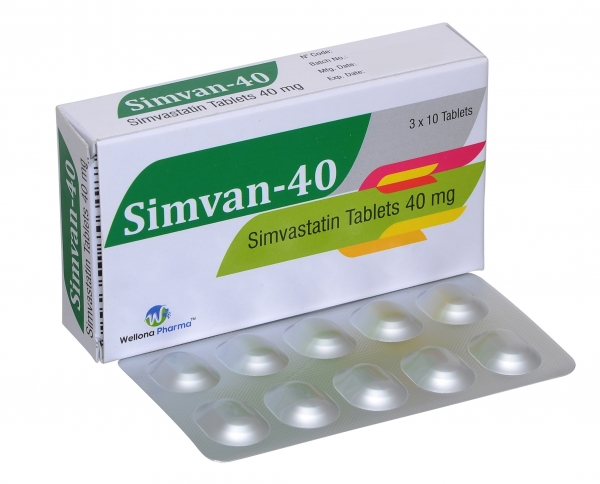 Simvan-40
Simvastatin Tablets 40 mg
N° Code:
Batch No.:
Mfg. Date:
Exp. Date:
3 x 10 Tablets
Simvan-40
Simvastatin Tablets 40 mg
Simvan-40
Simvastatin Tablets 40 mg
W
Wellona Pharma™